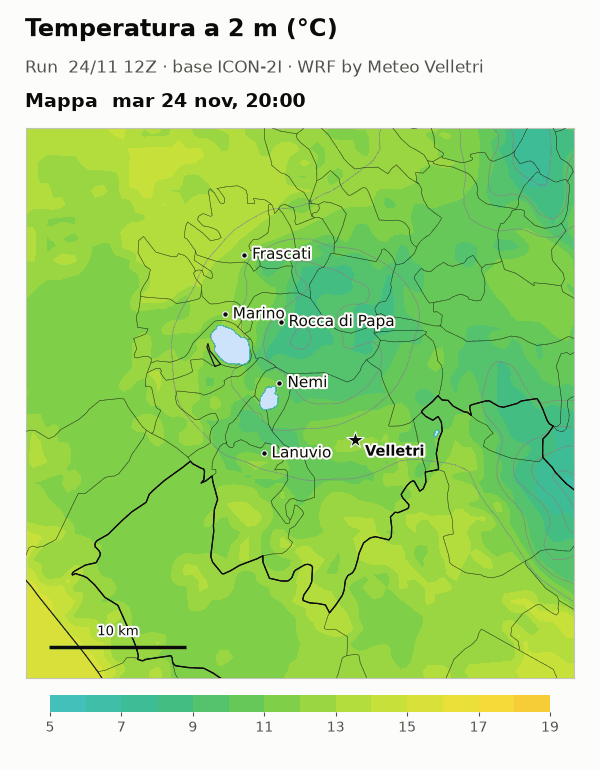 Temperatura a 2 m (°C)
Run  24/11 12Z · base ICON-2I · WRF by Meteo Velletri
Mappa  mar 24 nov, 20:00
Frascati
Marino
Rocca di Papa
Nemi
Velletri
Lanuvio
10 km
5 7 9 11 13 15 17 19